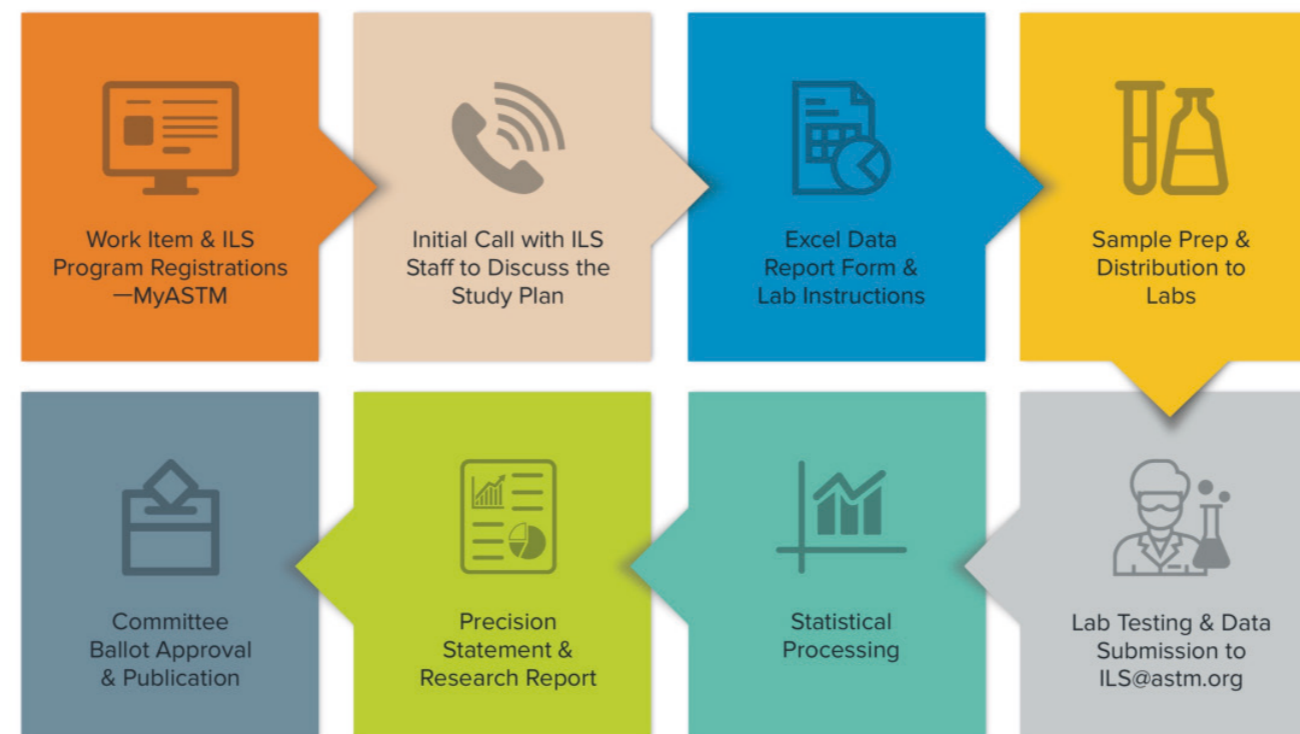 Work Item & ILS
Program Registrations
—MyASTM
Initial Call with ILS
Staff to Discuss the
Study Plan
Excel Data
Report Form &
Lab Instructions
Sample Prep &
Distribution to
Labs
Lab Testing & Data
Submission to
ILS@astm.org
Statistical
Processing
Precision
Statement &
Research Report
Committee
Ballot Approval
& Publication